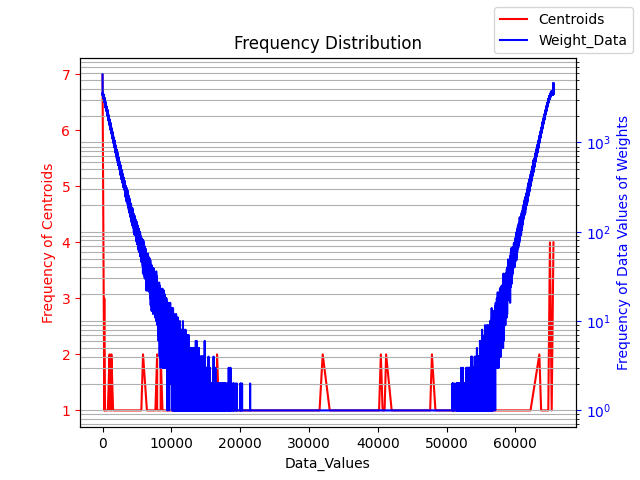 Centroids
Weight_Data
Frequency Distribution
7
6
5
4
3
2
1
Frequency of Centroids
10³
10²
10¹
10⁰
Frequency of Data Values of Weights
0 10000 20000 30000 40000 50000 60000
Data_Values